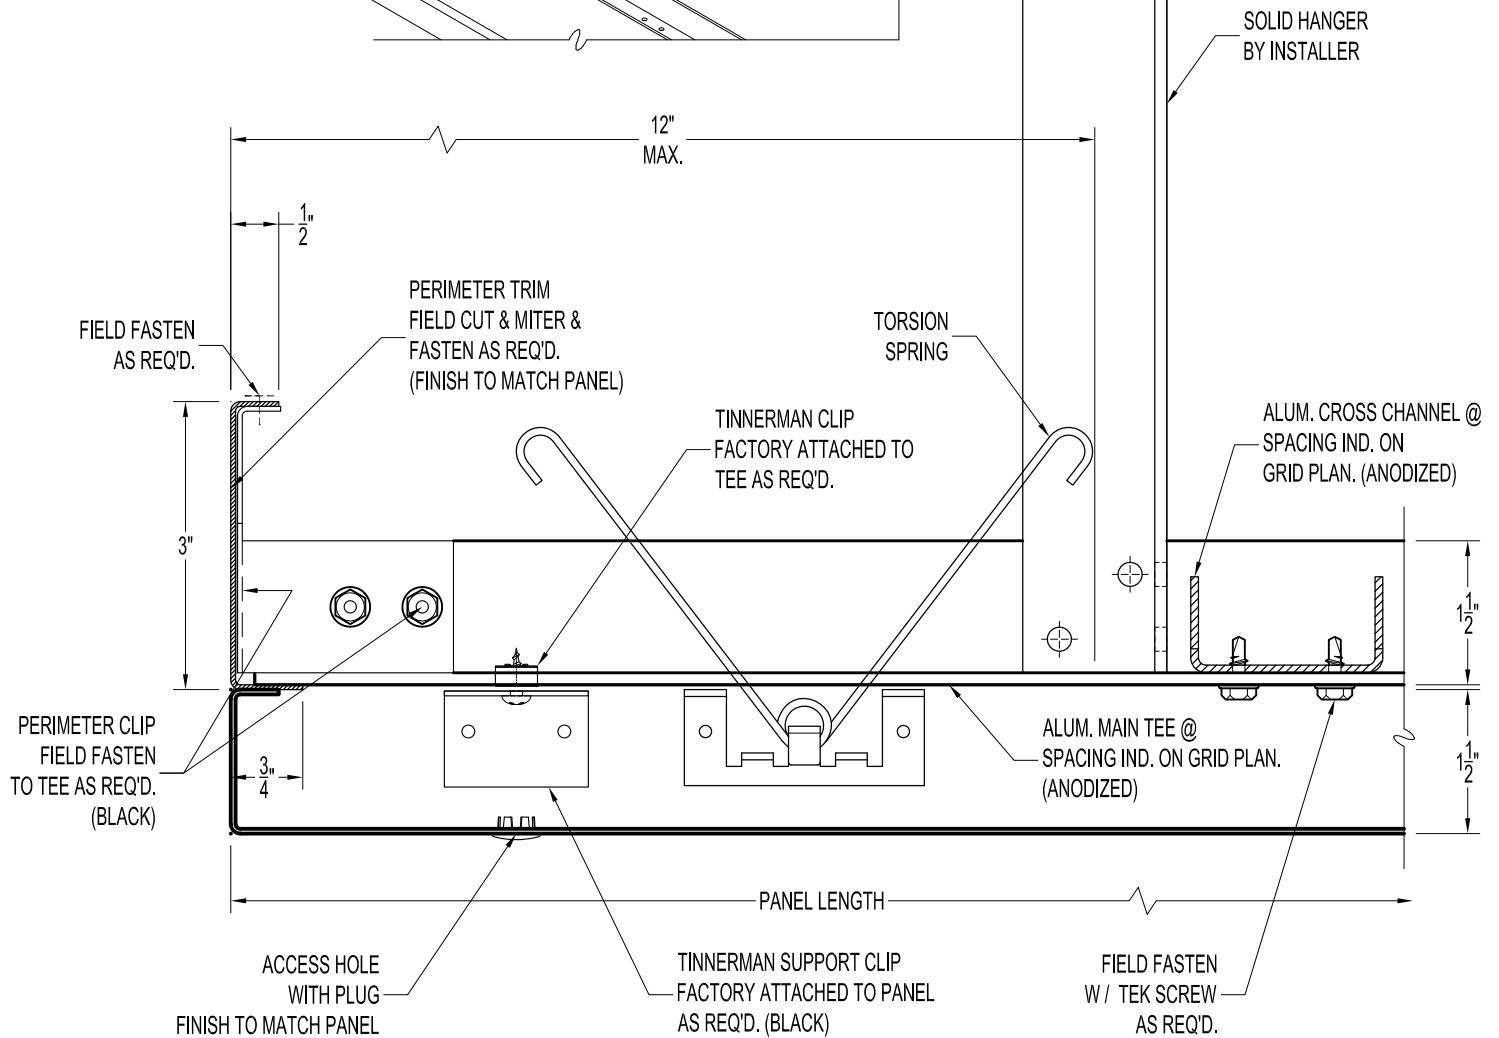 SOLID HANGER
BY INSTALLER
12"
MAX.
1/2"
PERIMETER TRIM
FIELD CUT & MITER &
FASTEN AS REQ'D.
(FINISH TO MATCH PANEL)
FIELD FASTEN
AS REQ'D.
TORSION
SPRING
TINNERMAN CLIP
FACTORY ATTACHED TO
TEE AS REQ'D.
ALUM. CROSS CHANNEL @
SPACING IND. ON
GRID PLAN. (ANODIZED)
3"
1 1/2"
PERIMETER CLIP
FIELD FASTEN
TO TEE AS REQ'D.
(BLACK)
3/4"
ALUM. MAIN TEE @
SPACING IND. ON GRID PLAN.
(ANODIZED)
1 1/2"
PANEL LENGTH
ACCESS HOLE
WITH PLUG
FINISH TO MATCH PANEL
TINNERMAN SUPPORT CLIP
FACTORY ATTACHED TO PANEL
AS REQ'D. (BLACK)
FIELD FASTEN
W / TEK SCREW
AS REQ'D.